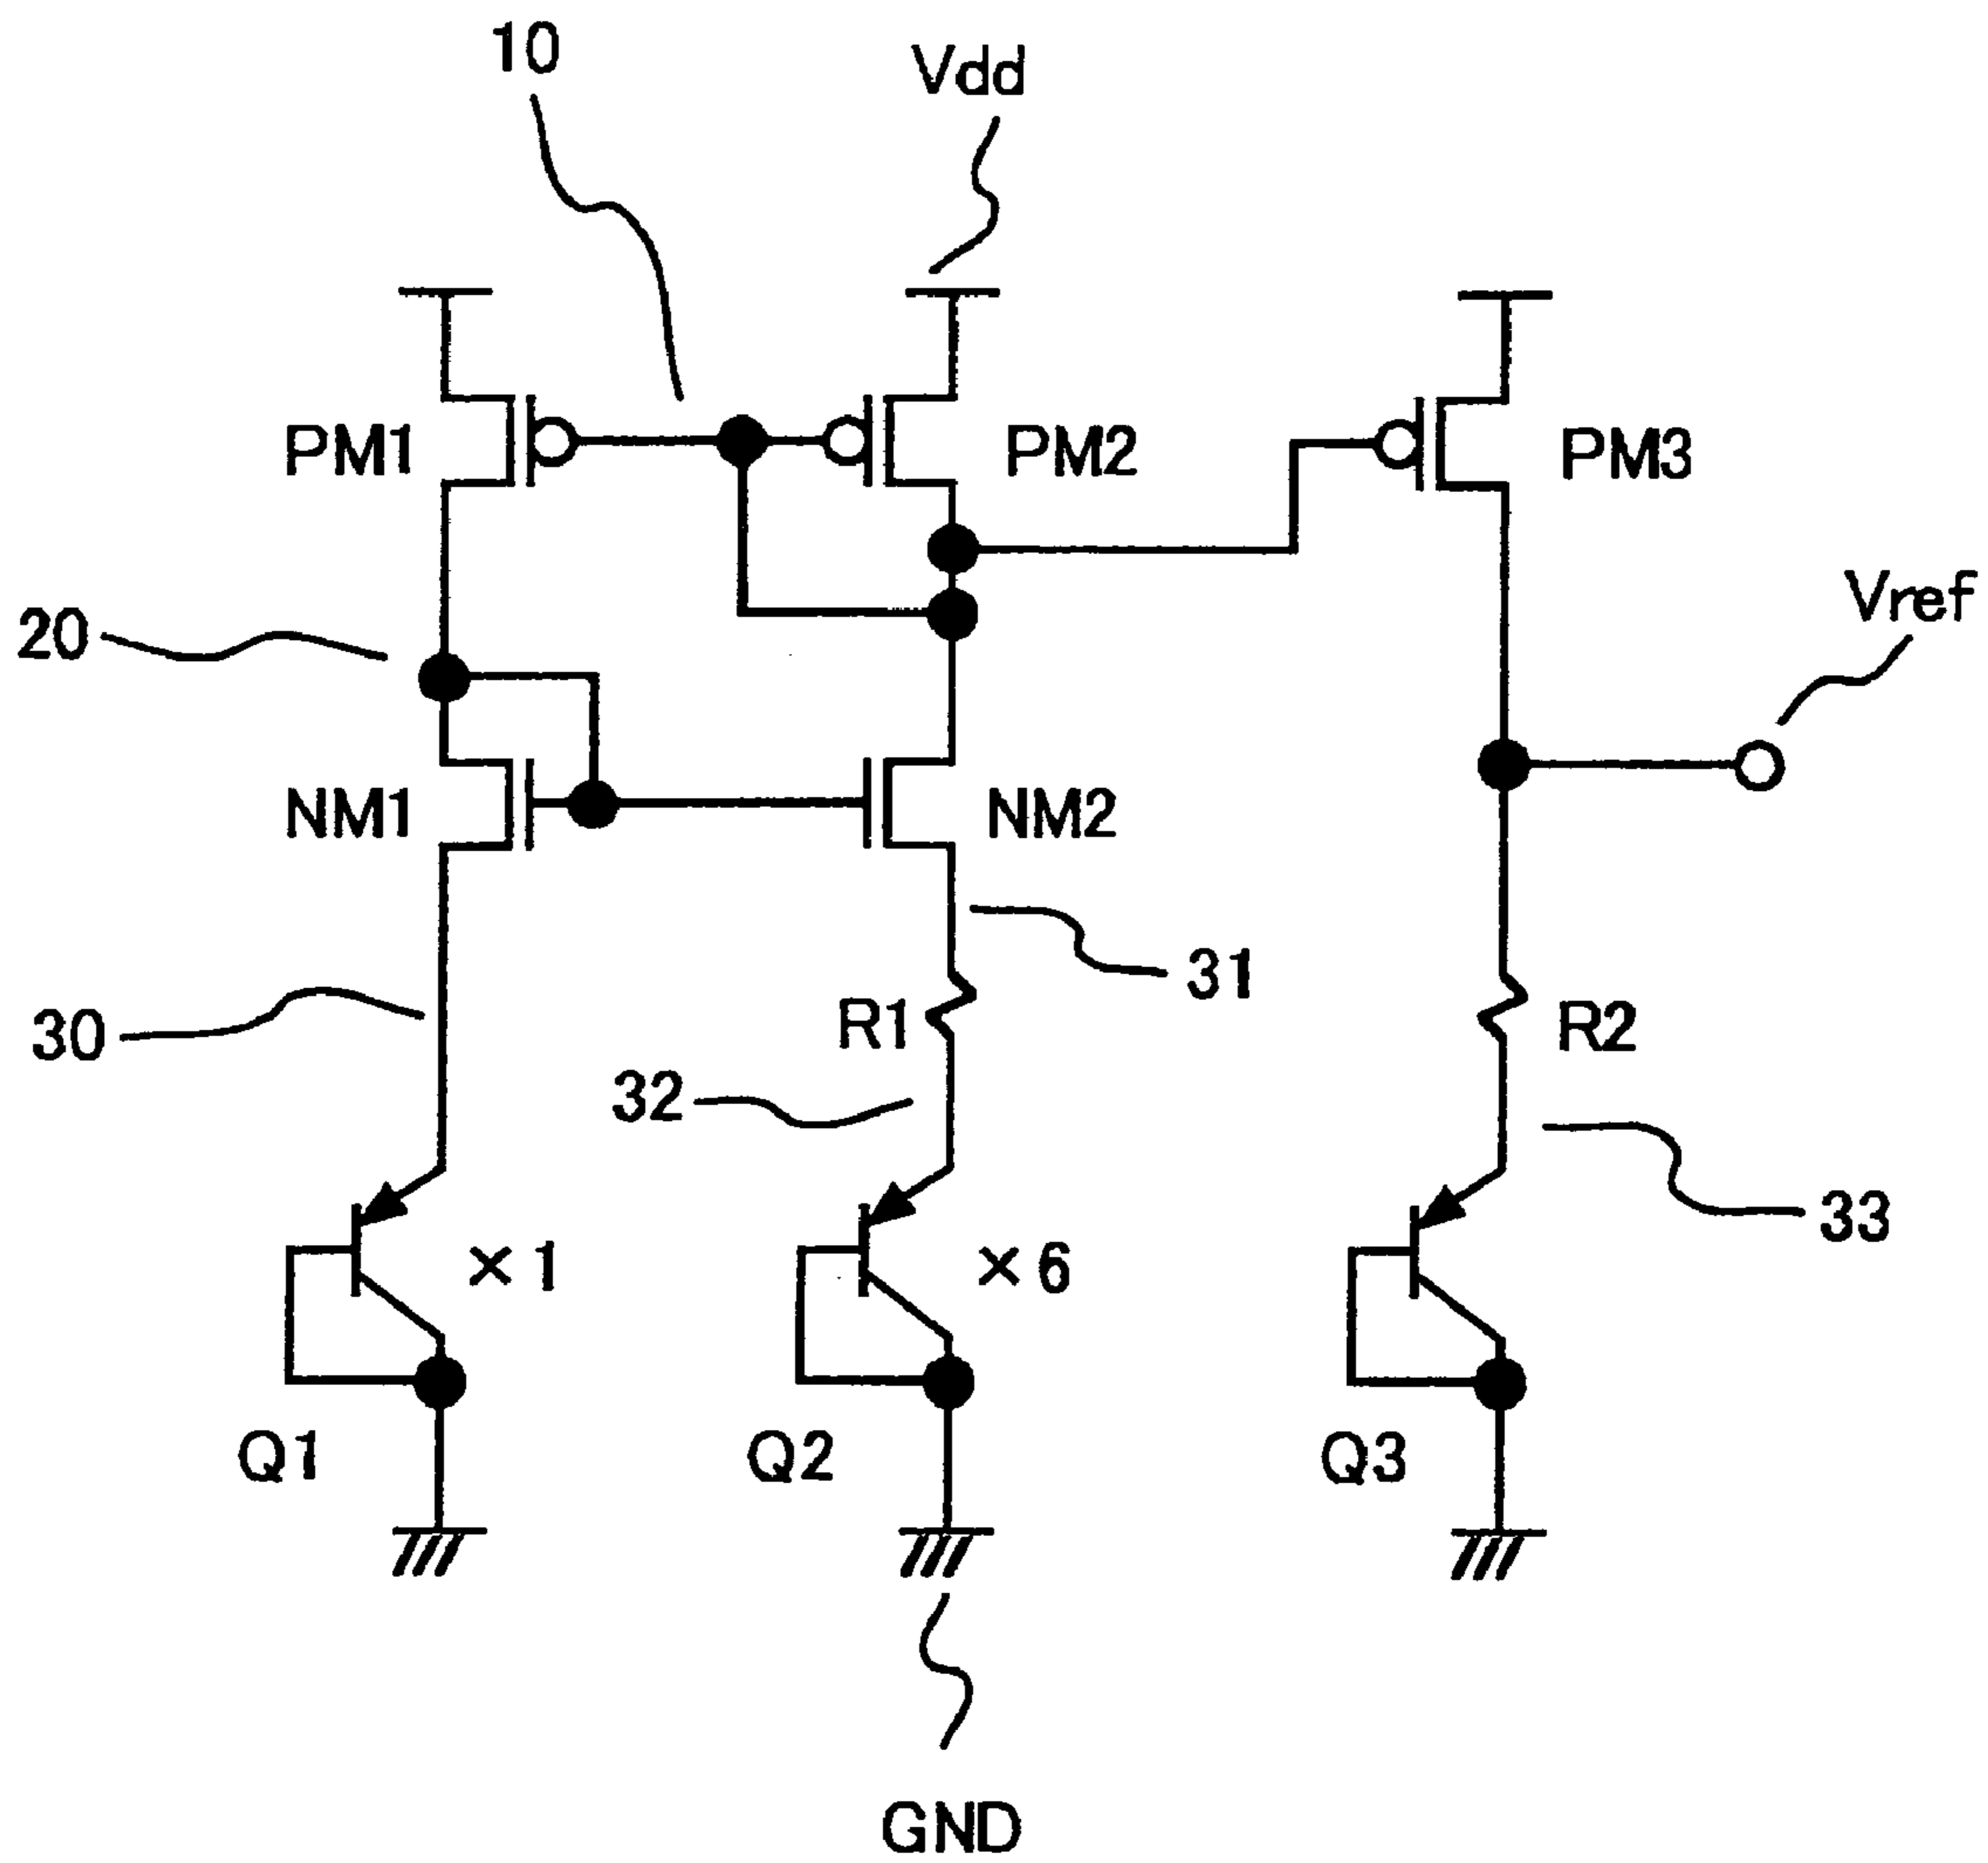 10
Vdd
PM1
PM2
PM3
20
Vref
NM1
NM2
31
30
R1
R2
32
33
×1
×6
Q1
Q2
Q3
GND